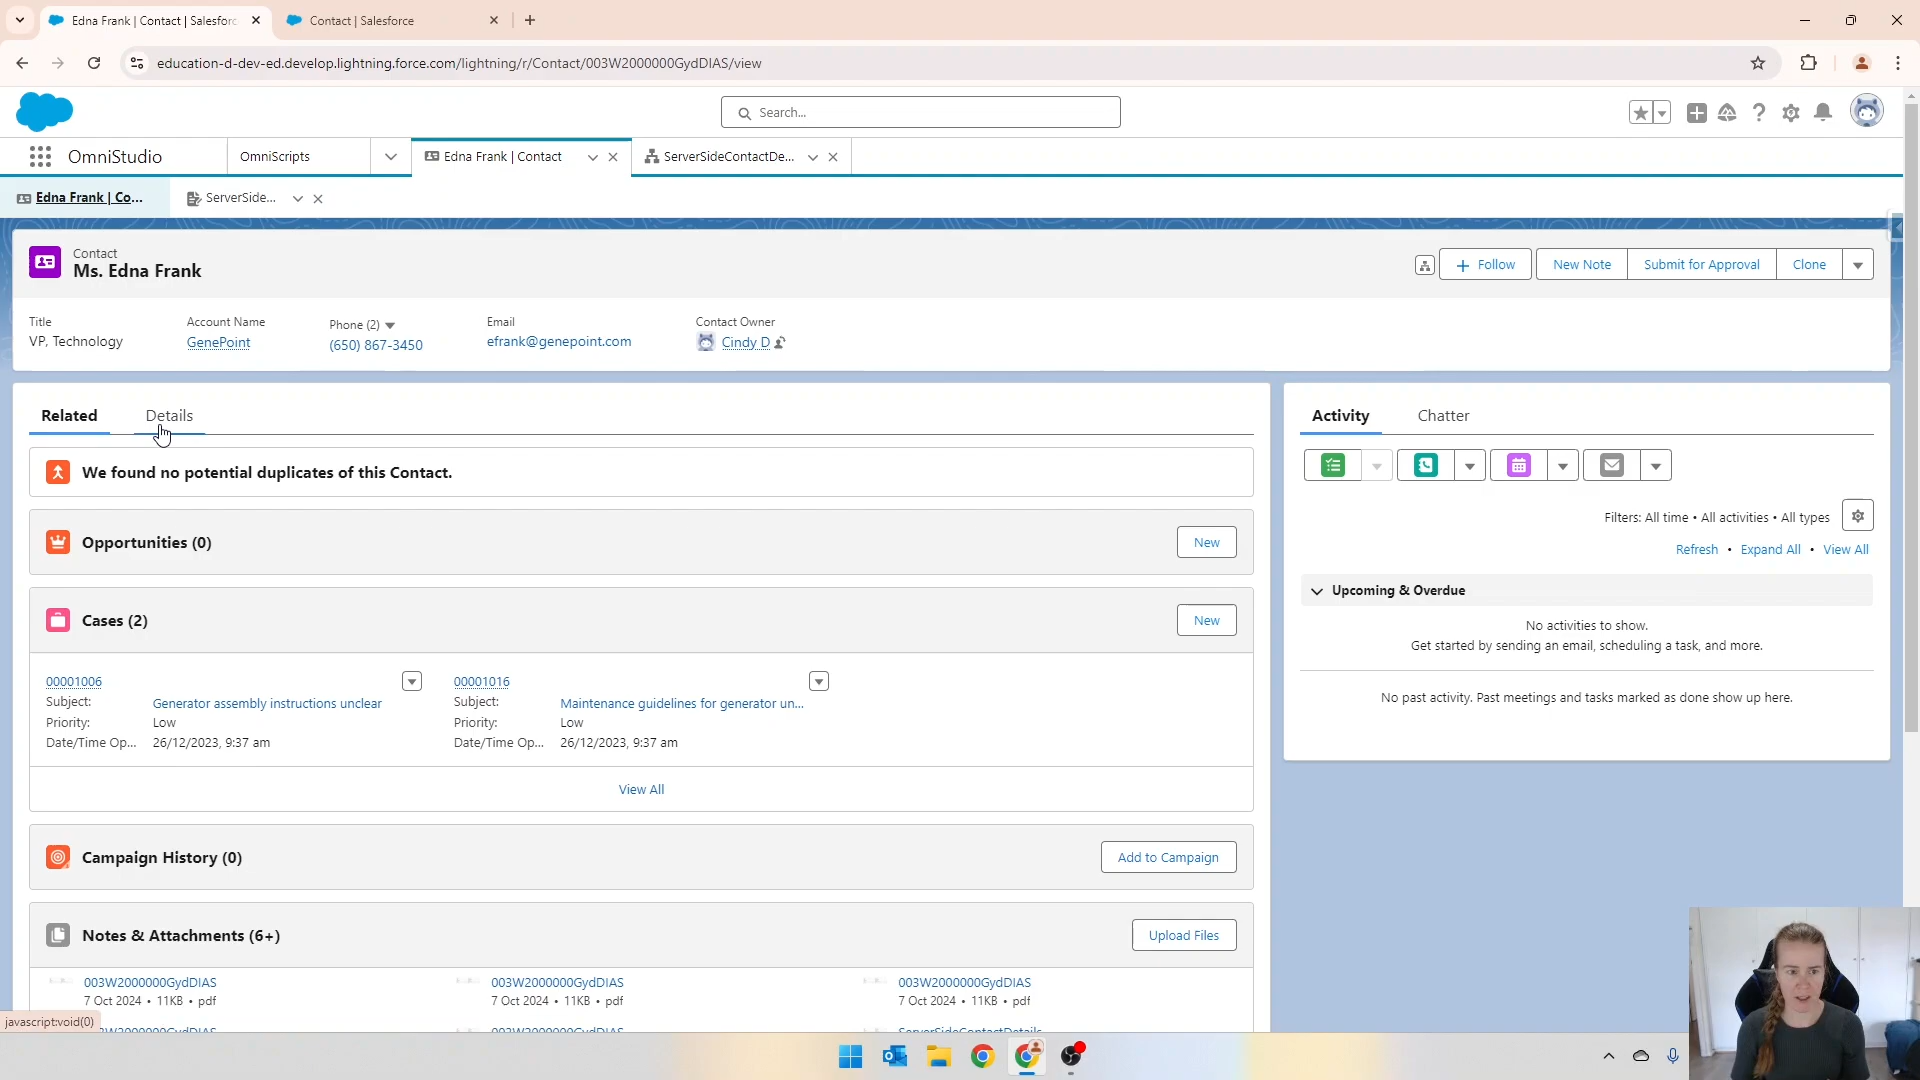 Edna Frank | Contact | Salesforc
Contact | Salesforce
education-d-dev-ed.develop.lightning.force.com/lightning/r/Contact/003W2000000GydDIAS/view
Search...
OmniStudio
OmniScripts
Edna Frank | Contact
ServerSideContactDe...
Edna Frank | Co...
ServerSide...
Contact
Ms. Edna Frank
Follow
New Note
Submit for Approval
Clone
Title
Account Name
Phone (2)
Email
Contact Owner
VP, Technology
GenePoint
(650) 867-3450
efrank@genepoint.com
Cindy D
Related
Details
Activity
Chatter
We found no potential duplicates of this Contact.
Filters: All time • All activities • All types
Refresh • Expand All • View All
Opportunities (0)
New
Upcoming & Overdue
No activities to show.
Get started by sending an email, scheduling a task, and more.
No past activity. Past meetings and tasks marked as done show up here.
Cases (2)
New
00001006
Subject: Generator assembly instructions unclear
Priority: Low
Date/Time Op... 26/12/2023, 9:37 am
00001016
Subject: Maintenance guidelines for generator un...
Priority: Low
Date/Time Op... 26/12/2023, 9:37 am
View All
Campaign History (0)
Add to Campaign
Notes & Attachments (6+)
Upload Files
003W2000000GydDIAS
7 Oct 2024 • 11KB • pdf
003W2000000GydDIAS
7 Oct 2024 • 11KB • pdf
003W2000000GydDIAS
7 Oct 2024 • 11KB • pdf
javascript:void(0)
003W2000000GydDIAS
ServerSideContactDetails